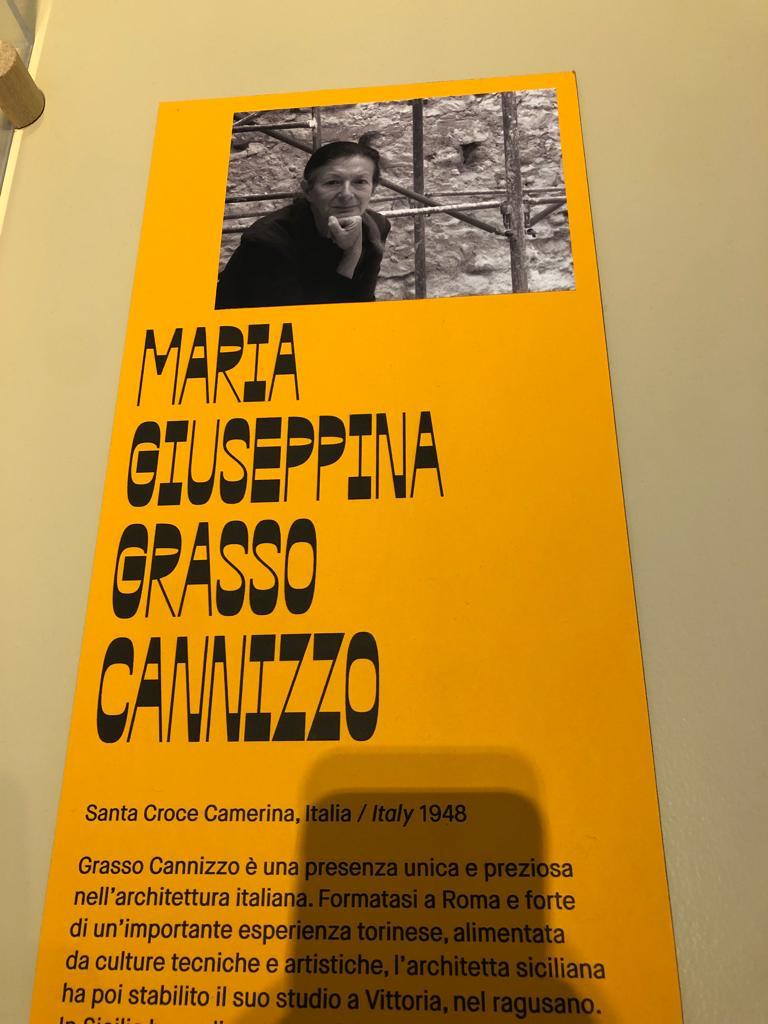 MARIA
GIUSEPPINA
GRASSO
CANNIZZO
Santa Croce Camerina, Italia / Italy 1948
Grasso Cannizzo è una presenza unica e preziosa
nell'architettura italiana. Formatasi a Roma e forte
di un'importante esperienza torinese, alimentata
da culture tecniche e artistiche, l'architetta siciliana
ha poi stabilito il suo studio a Vittoria, nel ragusano.
In Sicilia